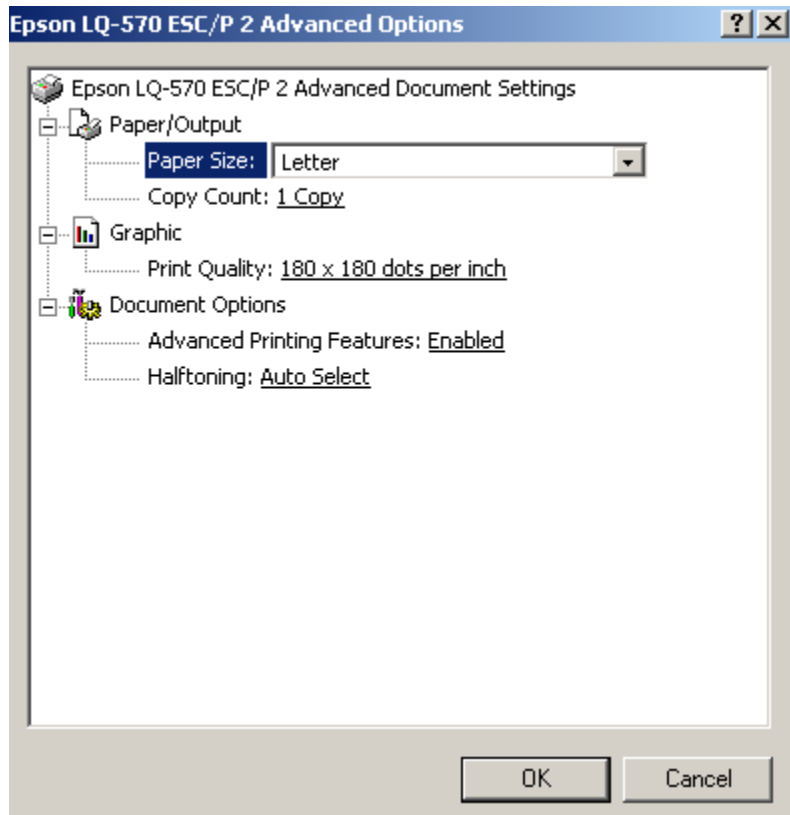 Epson LQ-570 ESC/P 2 Advanced Options
Epson LQ-570 ESC/P 2 Advanced Document Settings
Paper/Output
Paper Size: Letter
Copy Count: 1 Copy
Graphic
Print Quality: 180 x 180 dots per inch
Document Options
Advanced Printing Features: Enabled
Halftoning: Auto Select
OK Cancel